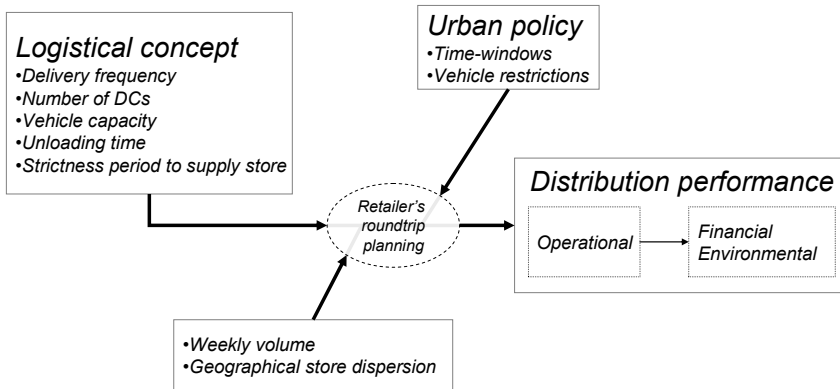 Logistical concept
•Delivery frequency
•Number of DCs
•Vehicle capacity
•Unloading time
•Strictness period to supply store
Urban policy
•Time-windows
•Vehicle restrictions
Retailer's
roundtrip
planning
Distribution performance
Operational
Financial
Environmental
•Weekly volume
•Geographical store dispersion